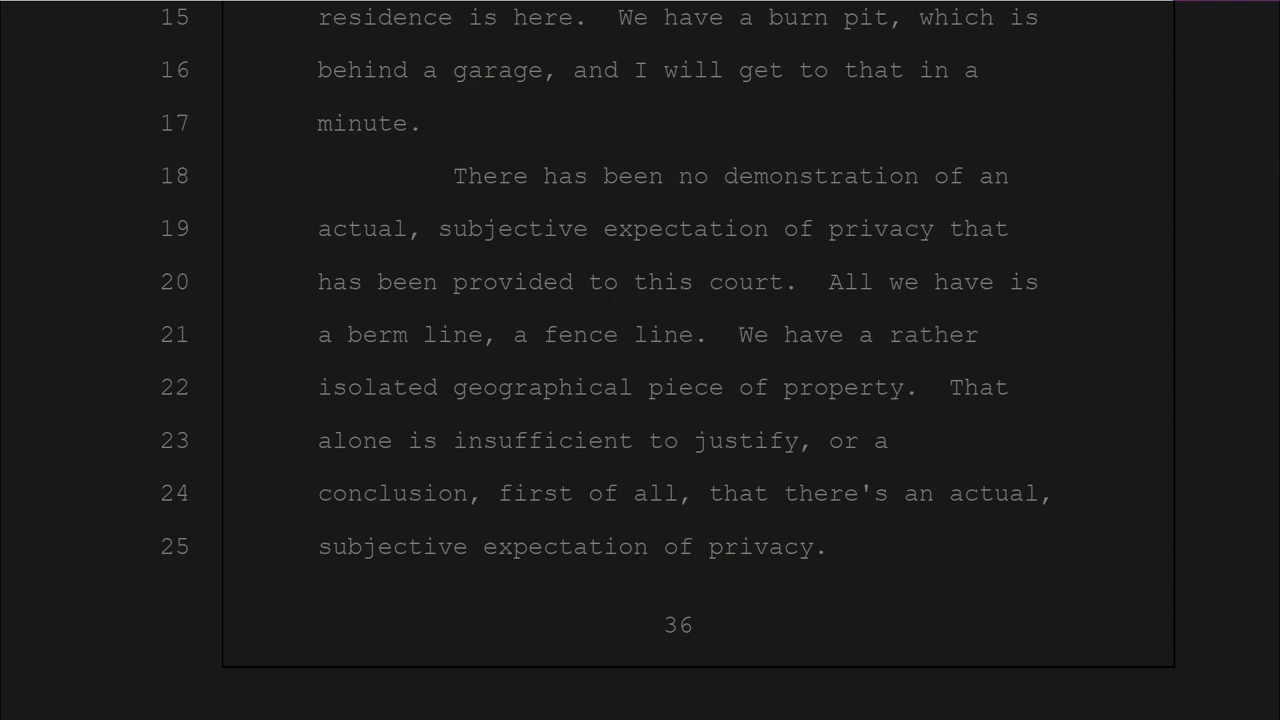 15 residence is here.  We have a burn pit, which is
16 behind a garage, and I will get to that in a
17 minute.
18 There has been no demonstration of an
19 actual, subjective expectation of privacy that
20 has been provided to this court.  All we have is
21 a berm line, a fence line.  We have a rather
22 isolated geographical piece of property.  That
23 alone is insufficient to justify, or a
24 conclusion, first of all, that there's an actual,
25 subjective expectation of privacy.
36